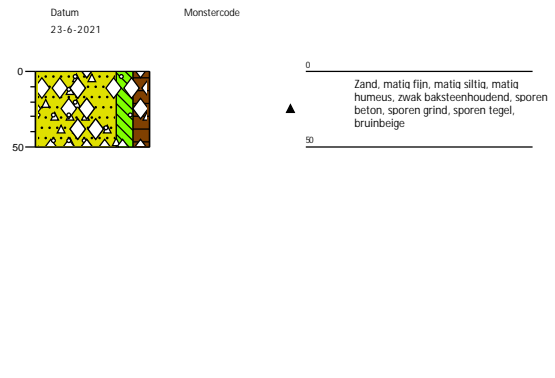 Datum Monstercode
23-6-2021
0 0
Zand, matig fijn, matig siltig, matig
humeus, zwak baksteenhoudend, sporen
beton, sporen grind, sporen tegel,
bruinbeige
50 50